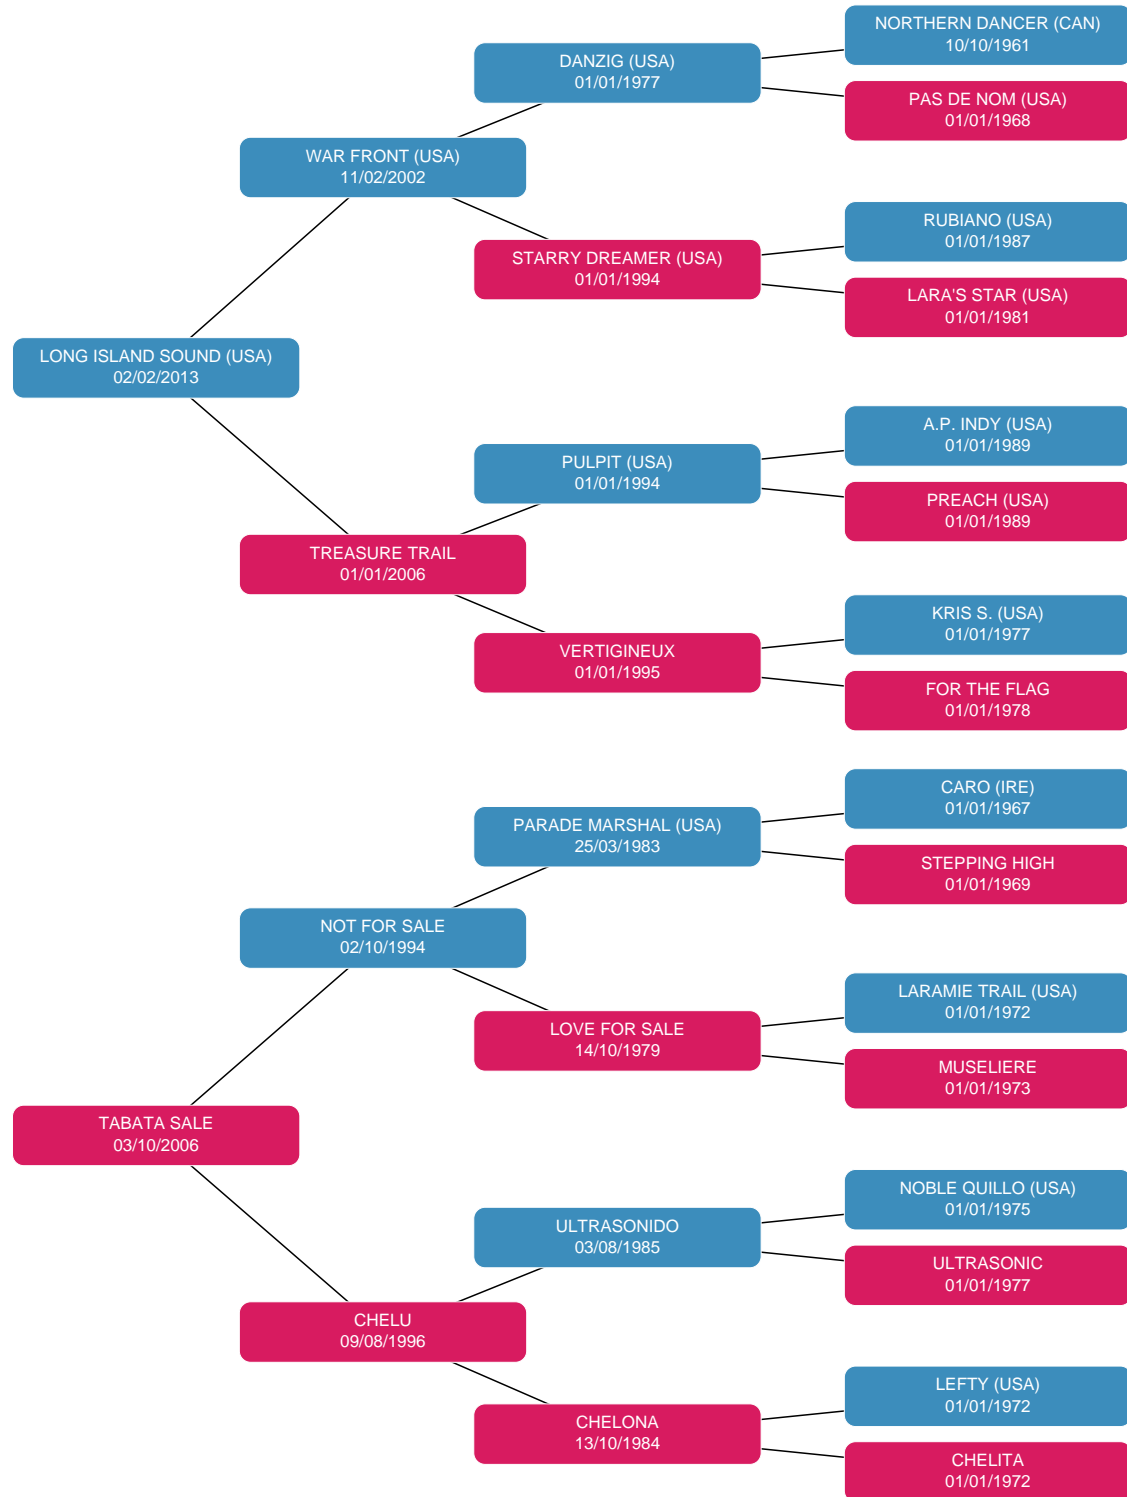 NORTHERN DANCER (CAN)
10/10/1961
DANZIG (USA)
01/01/1977
PAS DE NOM (USA)
01/01/1968
WAR FRONT (USA)
11/02/2002
RUBIANO (USA)
01/01/1987
STARRY DREAMER (USA)
01/01/1994
LARA'S STAR (USA)
01/01/1981
LONG ISLAND SOUND (USA)
02/02/2013
A.P. INDY (USA)
01/01/1989
PULPIT (USA)
01/01/1994
PREACH (USA)
01/01/1989
TREASURE TRAIL
01/01/2006
KRIS S. (USA)
01/01/1977
VERTIGINEUX
01/01/1995
FOR THE FLAG
01/01/1978
CARO (IRE)
01/01/1967
PARADE MARSHAL (USA)
25/03/1983
STEPPING HIGH
01/01/1969
NOT FOR SALE
02/10/1994
LARAMIE TRAIL (USA)
01/01/1972
LOVE FOR SALE
14/10/1979
MUSELIERE
01/01/1973
TABATA SALE
03/10/2006
NOBLE QUILLO (USA)
01/01/1975
ULTRASONIDO
03/08/1985
ULTRASONIC
01/01/1977
CHELU
09/08/1996
LEFTY (USA)
01/01/1972
CHELONA
13/10/1984
CHELITA
01/01/1972